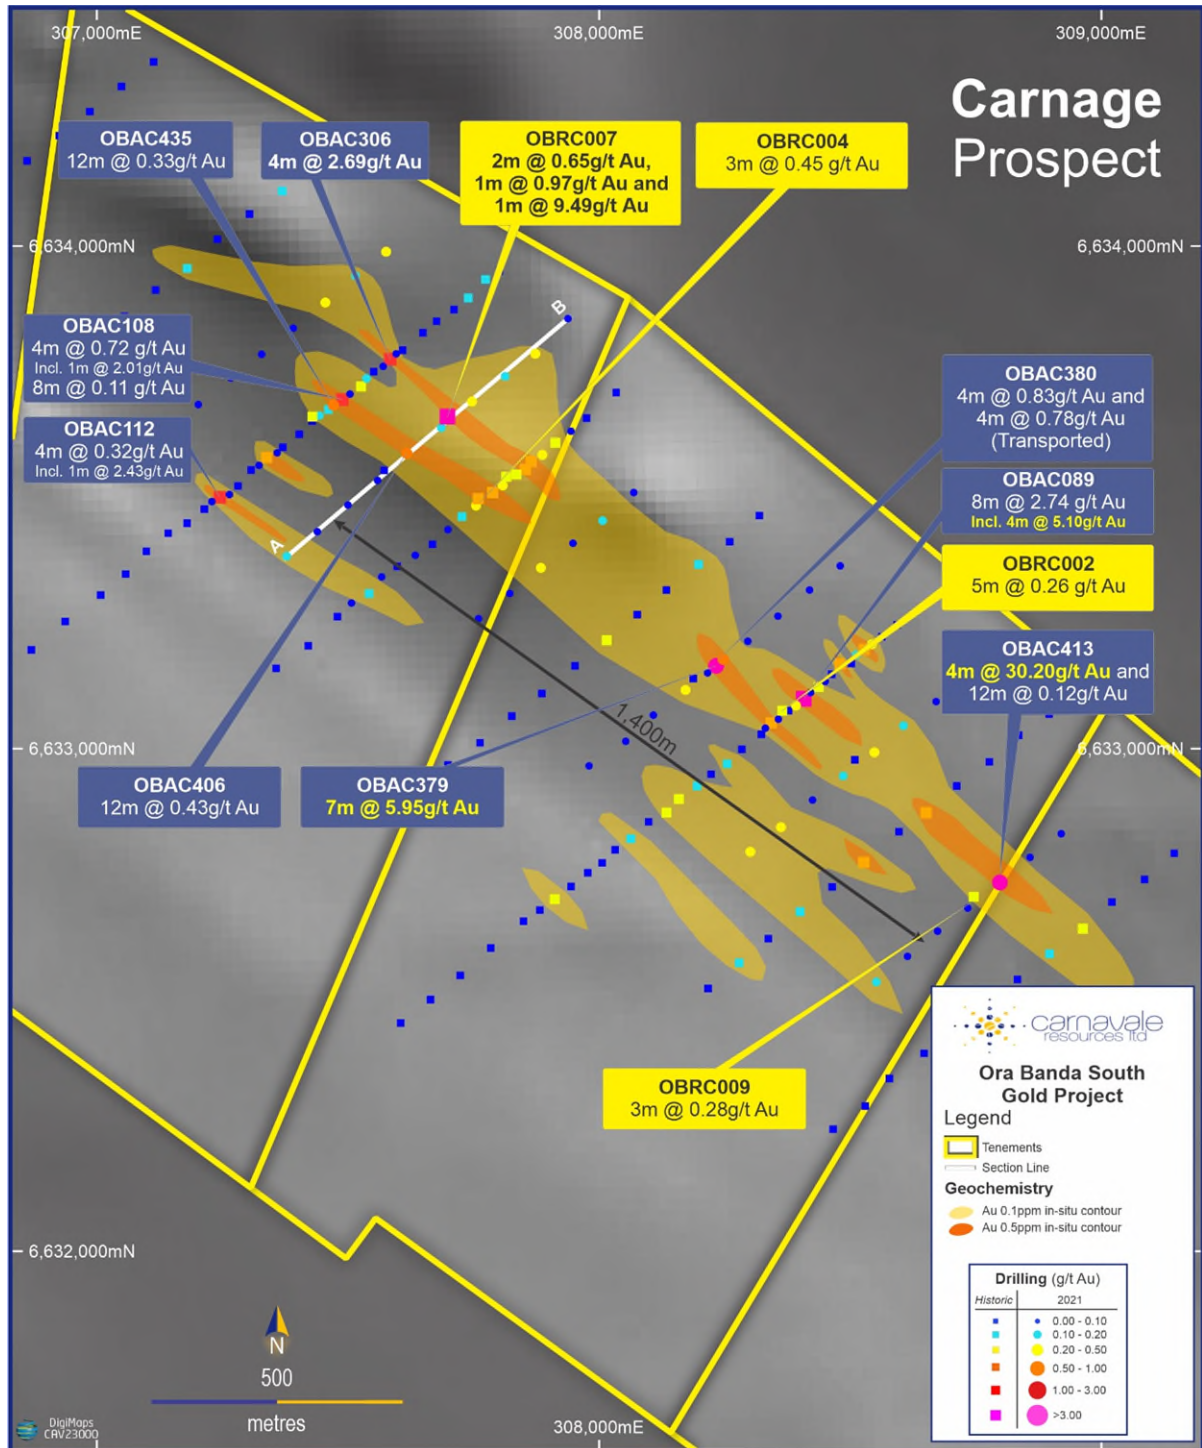 307,000mE
308,000mE
309,000mE
Carnage
Prospect
OBAC435
12m @ 0.33g/t Au
OBAC306
4m @ 2.69g/t Au
OBRC007
2m @ 0.65g/t Au,
1m @ 0.97g/t Au and
1m @ 9.49g/t Au
OBRC004
3m @ 0.45 g/t Au
6,634,000mN
6,634,000mN
B
OBAC108
4m @ 0.72 g/t Au
Incl. 1m @ 2.01g/t Au
8m @ 0.11 g/t Au
OBAC112
4m @ 0.32g/t Au
Incl. 1m @ 2.43g/t Au
A
OBAC380
4m @ 0.83g/t Au and
4m @ 0.78g/t Au
(Transported)
OBAC089
8m @ 2.74 g/t Au
Incl. 4m @ 5.10g/t Au
OBRC002
5m @ 0.26 g/t Au
OBAC413
4m @ 30.20g/t Au and
12m @ 0.12g/t Au
1,400m
6,633,000mN
6,633,000mN
OBAC406
12m @ 0.43g/t Au
OBAC379
7m @ 5.95g/t Au
OBRC009
3m @ 0.28g/t Au
carnavale
resources ltd
Ora Banda South
Gold Project
Legend
Tenements
Section Line
Geochemistry
Au 0.1ppm in-situ contour
Au 0.5ppm in-situ contour
Drilling (g/t Au)
Historic 2021
0.00 - 0.10
0.10 - 0.20
0.20 - 0.50
0.50 - 1.00
1.00 - 3.00
>3.00
6,632,000mN
N
500
metres
308,000mE
DigiMaps
CAV23000